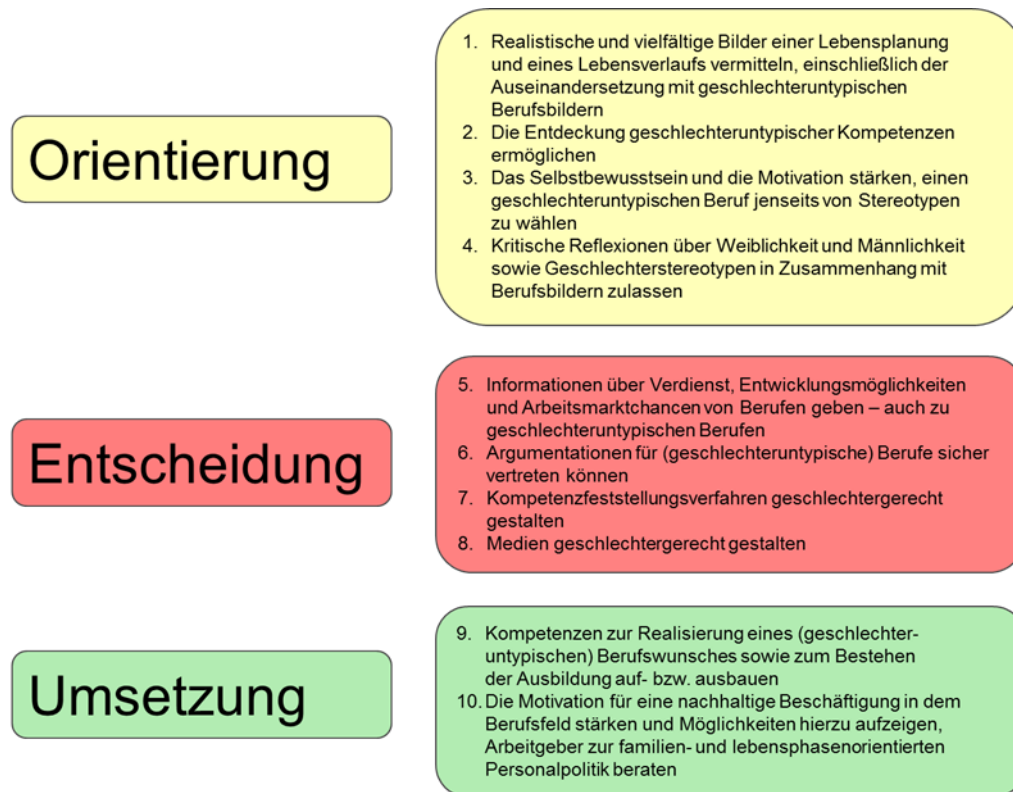 Orientierung
1. Realistische und vielfältige Bilder einer Lebensplanung
und eines Lebensverlaufs vermitteln, einschließlich der
Auseinandersetzung mit geschlechteruntypischen
Berufsbildern
2. Die Entdeckung geschlechteruntypischer Kompetenzen
ermöglichen
3. Das Selbstbewusstsein und die Motivation stärken, einen
geschlechteruntypischen Beruf jenseits von Stereotypen
zu wählen
4. Kritische Reflexionen über Weiblichkeit und Männlichkeit
sowie Geschlechterstereotypen in Zusammenhang mit
Berufsbildern zulassen
Entscheidung
5. Informationen über Verdienst, Entwicklungsmöglichkeiten
und Arbeitsmarktchancen von Berufen geben – auch zu
geschlechteruntypischen Berufen
6. Argumentationen für (geschlechteruntypische) Berufe sicher
vertreten können
7. Kompetenzfeststellungsverfahren geschlechtergerecht
gestalten
8. Medien geschlechtergerecht gestalten
Umsetzung
9. Kompetenzen zur Realisierung eines (geschlechter-
untypischen) Berufswunsches sowie zum Bestehen
der Ausbildung auf- bzw. ausbauen
10. Die Motivation für eine nachhaltige Beschäftigung in dem
Berufsfeld stärken und Möglichkeiten hierzu aufzeigen,
Arbeitgeber zur familien- und lebensphasenorientierten
Personalpolitik beraten